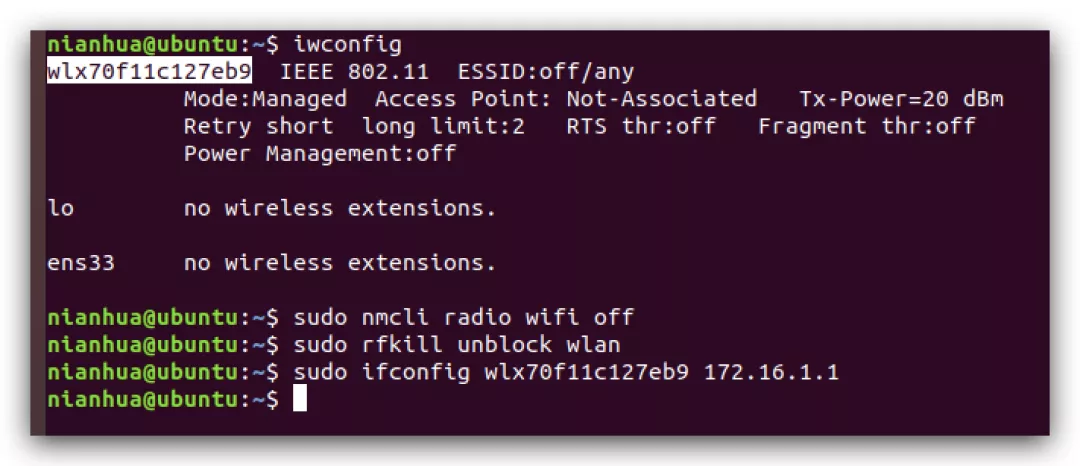 nianhua@ubuntu:~$ iwconfig
wlx70f11c127eb9  IEEE 802.11  ESSID:off/any
          Mode:Managed  Access Point: Not-Associated   Tx-Power=20 dBm
          Retry short  long limit:2   RTS thr:off   Fragment thr:off
          Power Management:off
lo        no wireless extensions.
ens33     no wireless extensions.
nianhua@ubuntu:~$ sudo nmcli radio wifi off
nianhua@ubuntu:~$ sudo rfkill unblock wlan
nianhua@ubuntu:~$ sudo ifconfig wlx70f11c127eb9 172.16.1.1
nianhua@ubuntu:~$